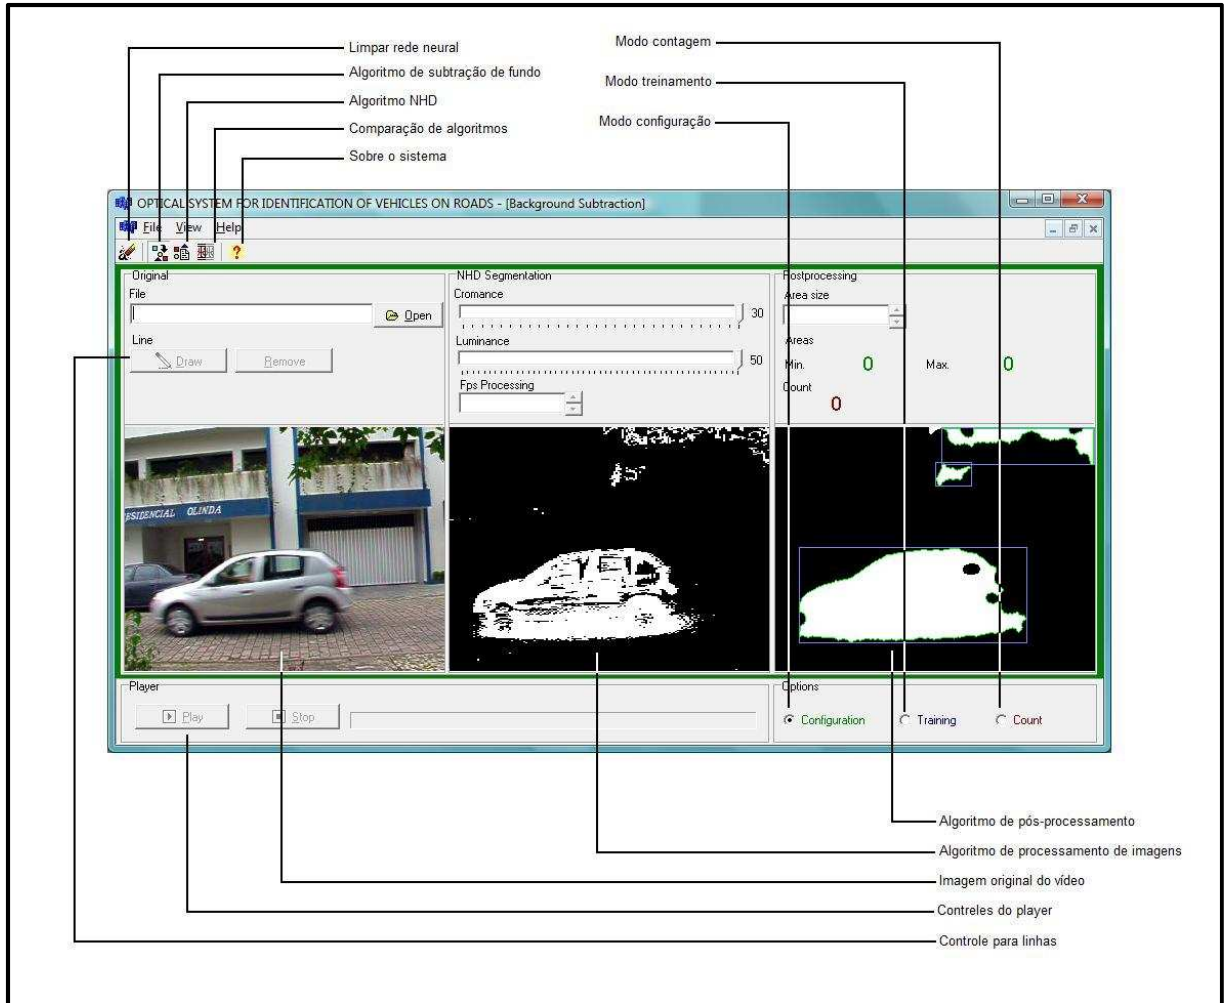 Limpar rede neural
Algoritmo de subtração de fundo
Algoritmo NHD
Comparação de algoritmos
Sobre o sistema
Modo contagem
Modo treinamento
Modo configuração
OPTICAL SYSTEM FOR IDENTIFICATION OF VEHICLES ON ROADS - [Background Subtraction]
File View Help
Original
File
Open
Line
Draw Remove
NHD Segmentation
Cromance
30
Luminance
50
Fps Processing
Postprocessing
Area size
Areas
Min. 0 Max. 0
Count
0
RESIDENCIAL OLINDA
Player
Play Stop
Options
Configuration Training Count
Algoritmo de pós-processamento
Algoritmo de processamento de imagens
Imagem original do vídeo
Controles do player
Controle para linhas